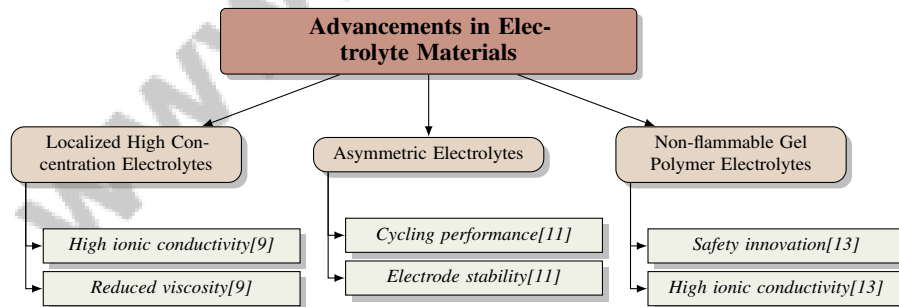 Advancements in Elec-
trolyte Materials
Localized High Con-
centration Electrolytes
Asymmetric Electrolytes
Non-flammable Gel
Polymer Electrolytes
High ionic conductivity[9]
Reduced viscosity[9]
Cycling performance[11]
Electrode stability[11]
Safety innovation[13]
High ionic conductivity[13]